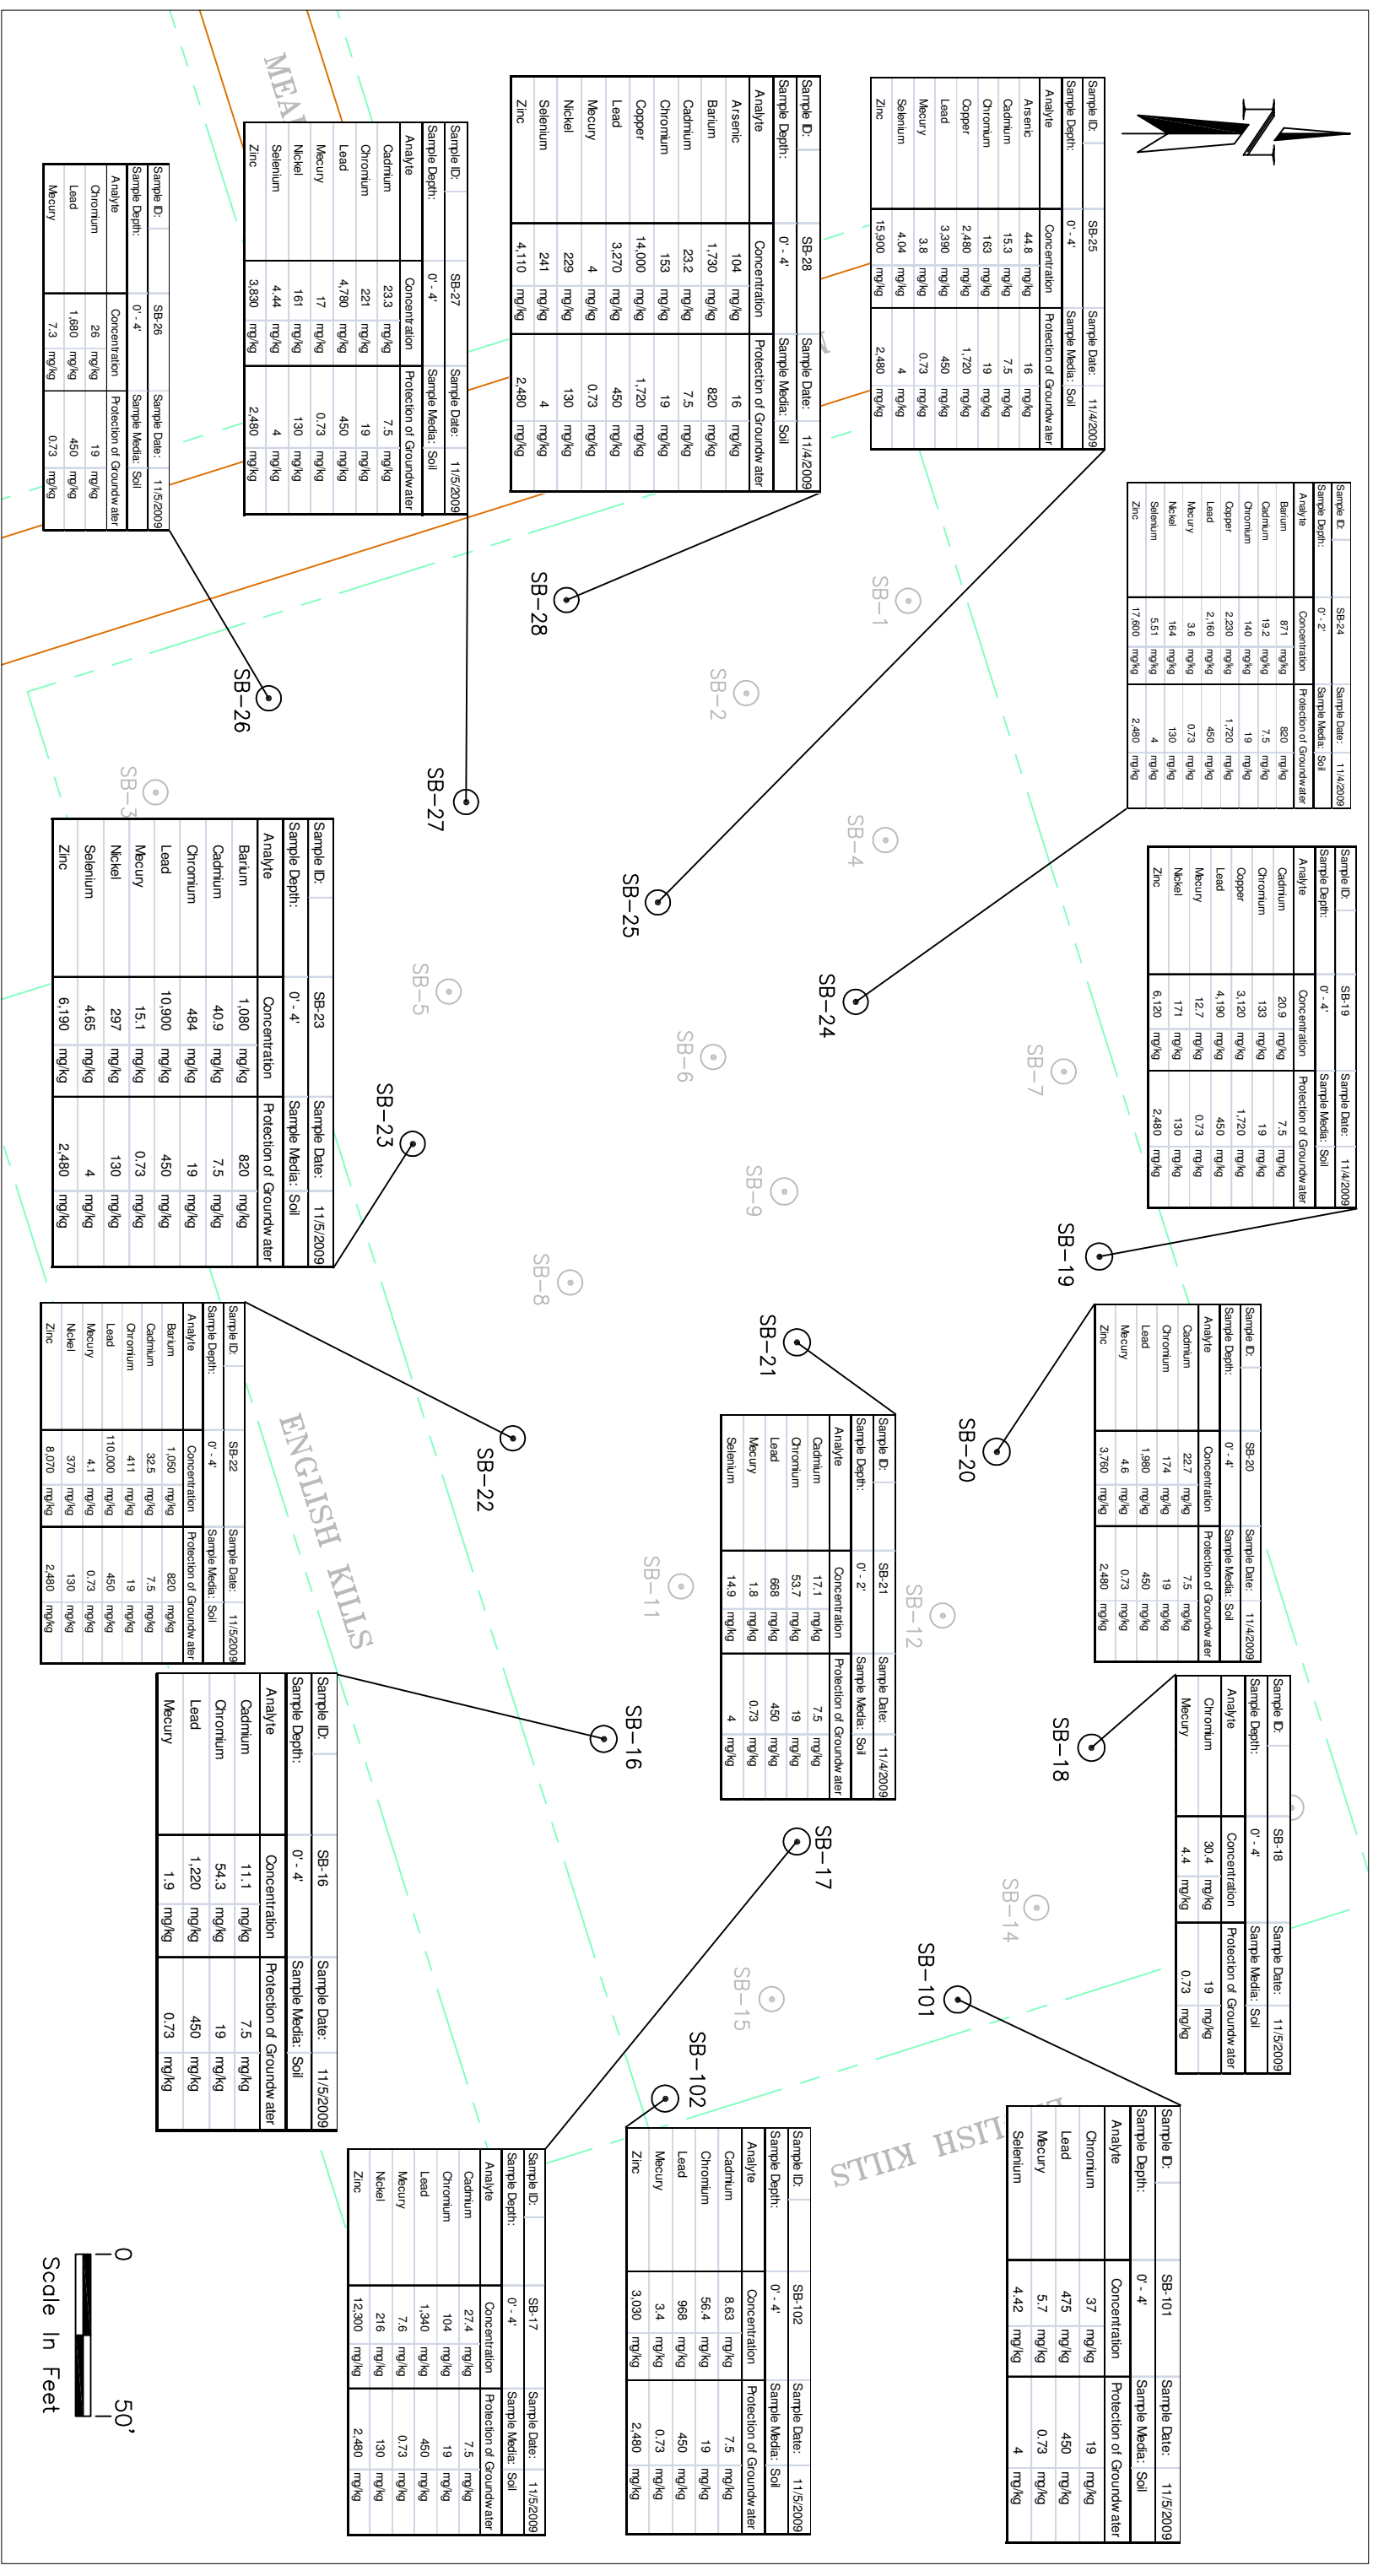 Sample ID: SB-25 Sample Date: 11/4/2009
Sample Depth: 0' - 4' Sample Media: Soil
Analyte Concentration Protection of Groundwater
Arsenic 44.8 mg/kg 16 mg/kg
Cadmium 15.3 mg/kg 7.5 mg/kg
Chromium 163 mg/kg 19 mg/kg
Copper 2,480 mg/kg 1,720 mg/kg
Lead 3,390 mg/kg 450 mg/kg
Mecury 3.8 mg/kg 0.73 mg/kg
Selenium 4.04 mg/kg 4 mg/kg
Zinc 15,900 mg/kg 2,480 mg/kg
Sample ID: SB-24 Sample Date: 11/4/2009
Sample Depth: 0' - 2' Sample Media: Soil
Analyte Concentration Protection of Groundwater
Barium 871 mg/kg 820 mg/kg
Cadmium 19.2 mg/kg 7.5 mg/kg
Chromium 140 mg/kg 19 mg/kg
Copper 2,230 mg/kg 1,720 mg/kg
Lead 2,160 mg/kg 450 mg/kg
Mecury 3.6 mg/kg 0.73 mg/kg
Nickel 164 mg/kg 130 mg/kg
Selenium 5.51 mg/kg 4 mg/kg
Zinc 17,600 mg/kg 2,480 mg/kg
Sample ID: SB-19 Sample Date: 11/4/2009
Sample Depth: 0' - 4' Sample Media: Soil
Analyte Concentration Protection of Groundwater
Cadmium 20.9 mg/kg 7.5 mg/kg
Chromium 133 mg/kg 19 mg/kg
Copper 3,120 mg/kg 1,720 mg/kg
Lead 4,190 mg/kg 450 mg/kg
Mecury 12.7 mg/kg 0.73 mg/kg
Nickel 171 mg/kg 130 mg/kg
Zinc 6,120 mg/kg 2,480 mg/kg
Sample ID: SB-20 Sample Date: 11/4/2009
Sample Depth: 0' - 4' Sample Media: Soil
Analyte Concentration Protection of Groundwater
Cadmium 22.7 mg/kg 7.5 mg/kg
Chromium 174 mg/kg 19 mg/kg
Lead 1,980 mg/kg 450 mg/kg
Mecury 4.6 mg/kg 0.73 mg/kg
Zinc 3,760 mg/kg 2,480 mg/kg
Sample ID: SB-18 Sample Date: 11/5/2009
Sample Depth: 0' - 4' Sample Media: Soil
Analyte Concentration Protection of Groundwater
Chromium 30.4 mg/kg 19 mg/kg
Mecury 4.4 mg/kg 0.73 mg/kg
Sample ID: SB-101 Sample Date: 11/5/2009
Sample Depth: 0' - 4' Sample Media: Soil
Analyte Concentration Protection of Groundwater
Chromium 37 mg/kg 19 mg/kg
Lead 475 mg/kg 450 mg/kg
Mecury 5.7 mg/kg 0.73 mg/kg
Selenium 4.42 mg/kg 4 mg/kg
Sample ID: SB-28 Sample Date: 11/4/2009
Sample Depth: 0' - 4' Sample Media: Soil
Analyte Concentration Protection of Groundwater
Arsenic 104 mg/kg 16 mg/kg
Barium 1,730 mg/kg 820 mg/kg
Cadmium 23.2 mg/kg 7.5 mg/kg
Chromium 153 mg/kg 19 mg/kg
Copper 14,000 mg/kg 1,720 mg/kg
Lead 3,270 mg/kg 450 mg/kg
Mecury 4 mg/kg 0.73 mg/kg
Nickel 229 mg/kg 130 mg/kg
Selenium 241 mg/kg 4 mg/kg
Zinc 4,110 mg/kg 2,480 mg/kg
Sample ID: SB-21 Sample Date: 11/4/2009
Sample Depth: 0' - 2' Sample Media: Soil
Analyte Concentration Protection of Groundwater
Cadmium 17.1 mg/kg 7.5 mg/kg
Chromium 53.7 mg/kg 19 mg/kg
Lead 668 mg/kg 450 mg/kg
Mecury 1.8 mg/kg 0.73 mg/kg
Selenium 14.9 mg/kg 4 mg/kg
Sample ID: SB-102 Sample Date: 11/5/2009
Sample Depth: 0' - 4' Sample Media: Soil
Analyte Concentration Protection of Groundwater
Cadmium 8.63 mg/kg 7.5 mg/kg
Chromium 56.4 mg/kg 19 mg/kg
Lead 968 mg/kg 450 mg/kg
Mecury 3.4 mg/kg 0.73 mg/kg
Zinc 3,030 mg/kg 2,480 mg/kg
Sample ID: SB-27 Sample Date: 11/5/2009
Sample Depth: 0' - 4' Sample Media: Soil
Analyte Concentration Protection of Groundwater
Cadmium 23.3 mg/kg 7.5 mg/kg
Chromium 221 mg/kg 19 mg/kg
Lead 4,780 mg/kg 450 mg/kg
Mecury 17 mg/kg 0.73 mg/kg
Nickel 161 mg/kg 130 mg/kg
Selenium 4.44 mg/kg 4 mg/kg
Zinc 3,830 mg/kg 2,480 mg/kg
Sample ID: SB-17 Sample Date: 11/5/2009
Sample Depth: 0' - 4' Sample Media: Soil
Analyte Concentration Protection of Groundwater
Cadmium 27.4 mg/kg 7.5 mg/kg
Chromium 104 mg/kg 19 mg/kg
Lead 1,340 mg/kg 450 mg/kg
Mecury 7.6 mg/kg 0.73 mg/kg
Nickel 216 mg/kg 130 mg/kg
Zinc 12,300 mg/kg 2,480 mg/kg
Sample ID: SB-26 Sample Date: 11/5/2009
Sample Depth: 0' - 4' Sample Media: Soil
Analyte Concentration Protection of Groundwater
Chromium 26 mg/kg 19 mg/kg
Lead 1,680 mg/kg 450 mg/kg
Mecury 7.3 mg/kg 0.73 mg/kg
Sample ID: SB-23 Sample Date: 11/5/2009
Sample Depth: 0' - 4' Sample Media: Soil
Analyte Concentration Protection of Groundwater
Barium 1,080 mg/kg 820 mg/kg
Cadmium 40.9 mg/kg 7.5 mg/kg
Chromium 484 mg/kg 19 mg/kg
Lead 10,900 mg/kg 450 mg/kg
Mecury 15.1 mg/kg 0.73 mg/kg
Nickel 297 mg/kg 130 mg/kg
Selenium 4.65 mg/kg 4 mg/kg
Zinc 6,190 mg/kg 2,480 mg/kg
Sample ID: SB-22 Sample Date: 11/5/2009
Sample Depth: 0' - 4' Sample Media: Soil
Analyte Concentration Protection of Groundwater
Barium 1,050 mg/kg 820 mg/kg
Cadmium 32.5 mg/kg 7.5 mg/kg
Chromium 411 mg/kg 19 mg/kg
Lead 110,000 mg/kg 450 mg/kg
Mecury 4.1 mg/kg 0.73 mg/kg
Nickel 370 mg/kg 130 mg/kg
Zinc 8,070 mg/kg 2,480 mg/kg
Sample ID: SB-16 Sample Date: 11/5/2009
Sample Depth: 0' - 4' Sample Media: Soil
Analyte Concentration Protection of Groundwater
Cadmium 11.1 mg/kg 7.5 mg/kg
Chromium 54.3 mg/kg 19 mg/kg
Lead 1,220 mg/kg 450 mg/kg
Mecury 1.9 mg/kg 0.73 mg/kg
N
SB-19
SB-18
SB-7
SB-14
SB-20
SB-101
SB-12
SB-1
SB-4
SB-24
SB-21
SB-17
SB-9
SB-15
SB-2
SB-6
SB-102
SB-25
SB-11
SB-16
SB-28
SB-8
SB-22
SB-27
SB-5
SB-23
SB-26
SB-3
MEA
ENGLISH KILLS
LISH KILLS
0 50'
Scale In Feet